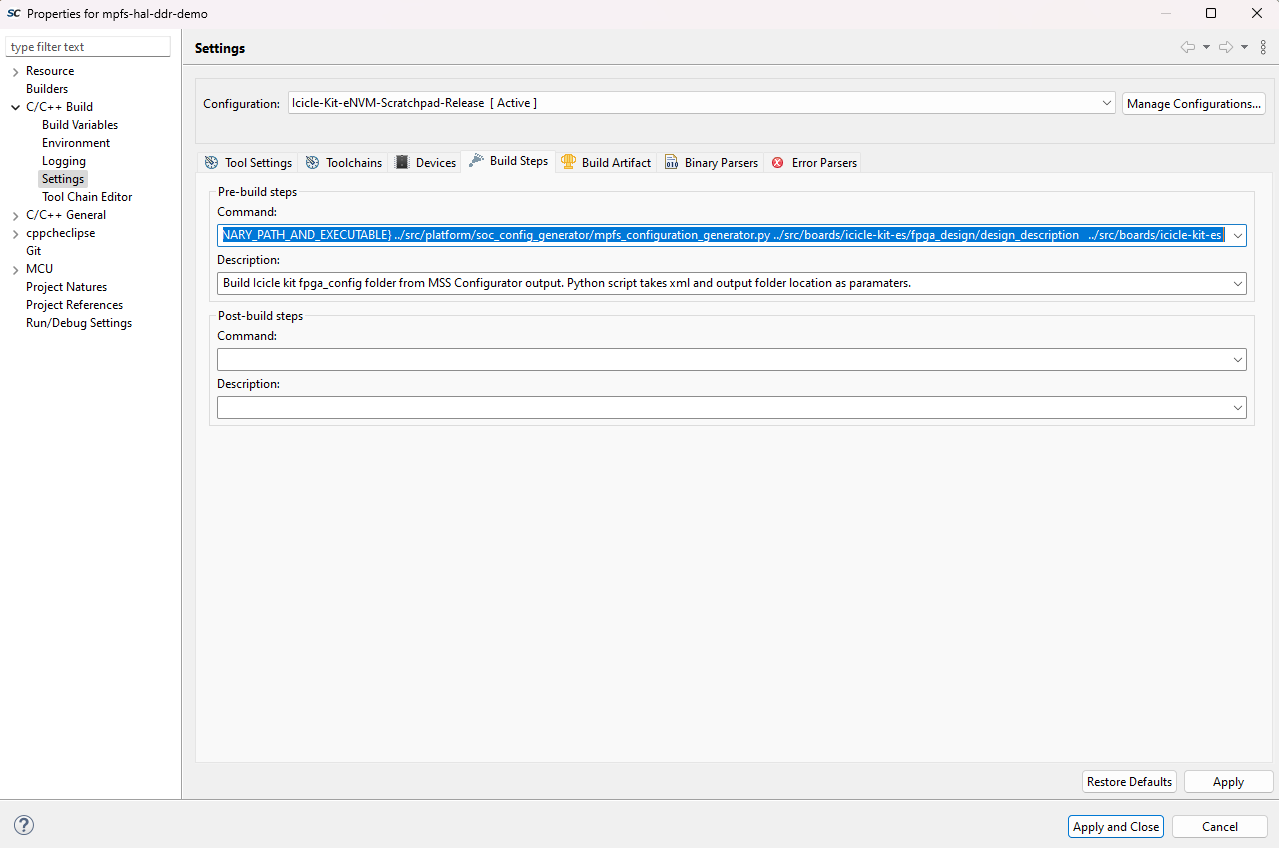 SC Properties for mpfs-hal-ddr-demo
type filter text
Resource
Builders
C/C++ Build
Build Variables
Environment
Logging
Settings
Tool Chain Editor
C/C++ General
cppcheclipse
Git
MCU
Project Natures
Project References
Run/Debug Settings
Settings
Configuration: Icicle-Kit-eNVM-Scratchpad-Release [ Active ] Manage Configurations...
Tool Settings Toolchains Devices Build Steps Build Artifact Binary Parsers Error Parsers
Pre-build steps
Command:
NARY_PATH_AND_EXECUTABLE} ../src/platform/soc_config_generator/mpfs_configuration_generator.py ../src/boards/icicle-kit-es/fpga_design/design_description ../src/boards/icicle-kit-es
Description:
Build Icicle kit fpga_config folder from MSS Configurator output. Python script takes xml and output folder location as paramaters.
Post-build steps
Command:
Description:
Restore Defaults Apply
? Apply and Close Cancel